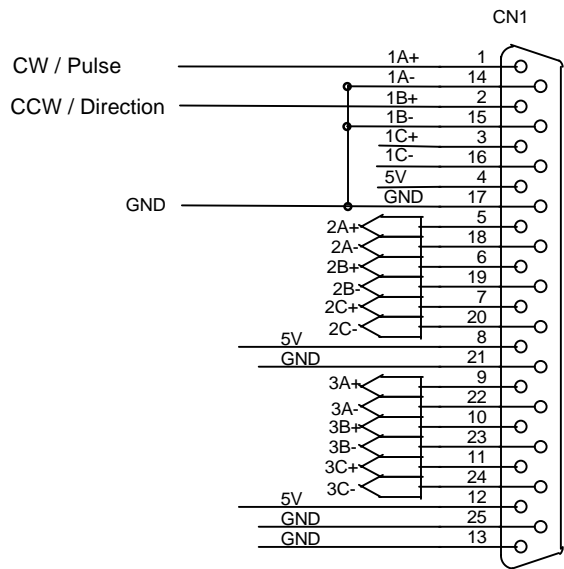 CN1
CW / Pulse 1A+ 1
1A- 14
CCW / Direction 1B+ 2
1B- 15
1C+ 3
1C- 16
5V 4
GND GND 17
2A+ 5
2A- 18
2B+ 6
2B- 19
2C+ 7
2C- 20
5V 8
GND 21
3A+ 9
3A- 22
3B+ 10
3B- 23
3C+ 11
3C- 24
5V 12
GND 25
GND 13